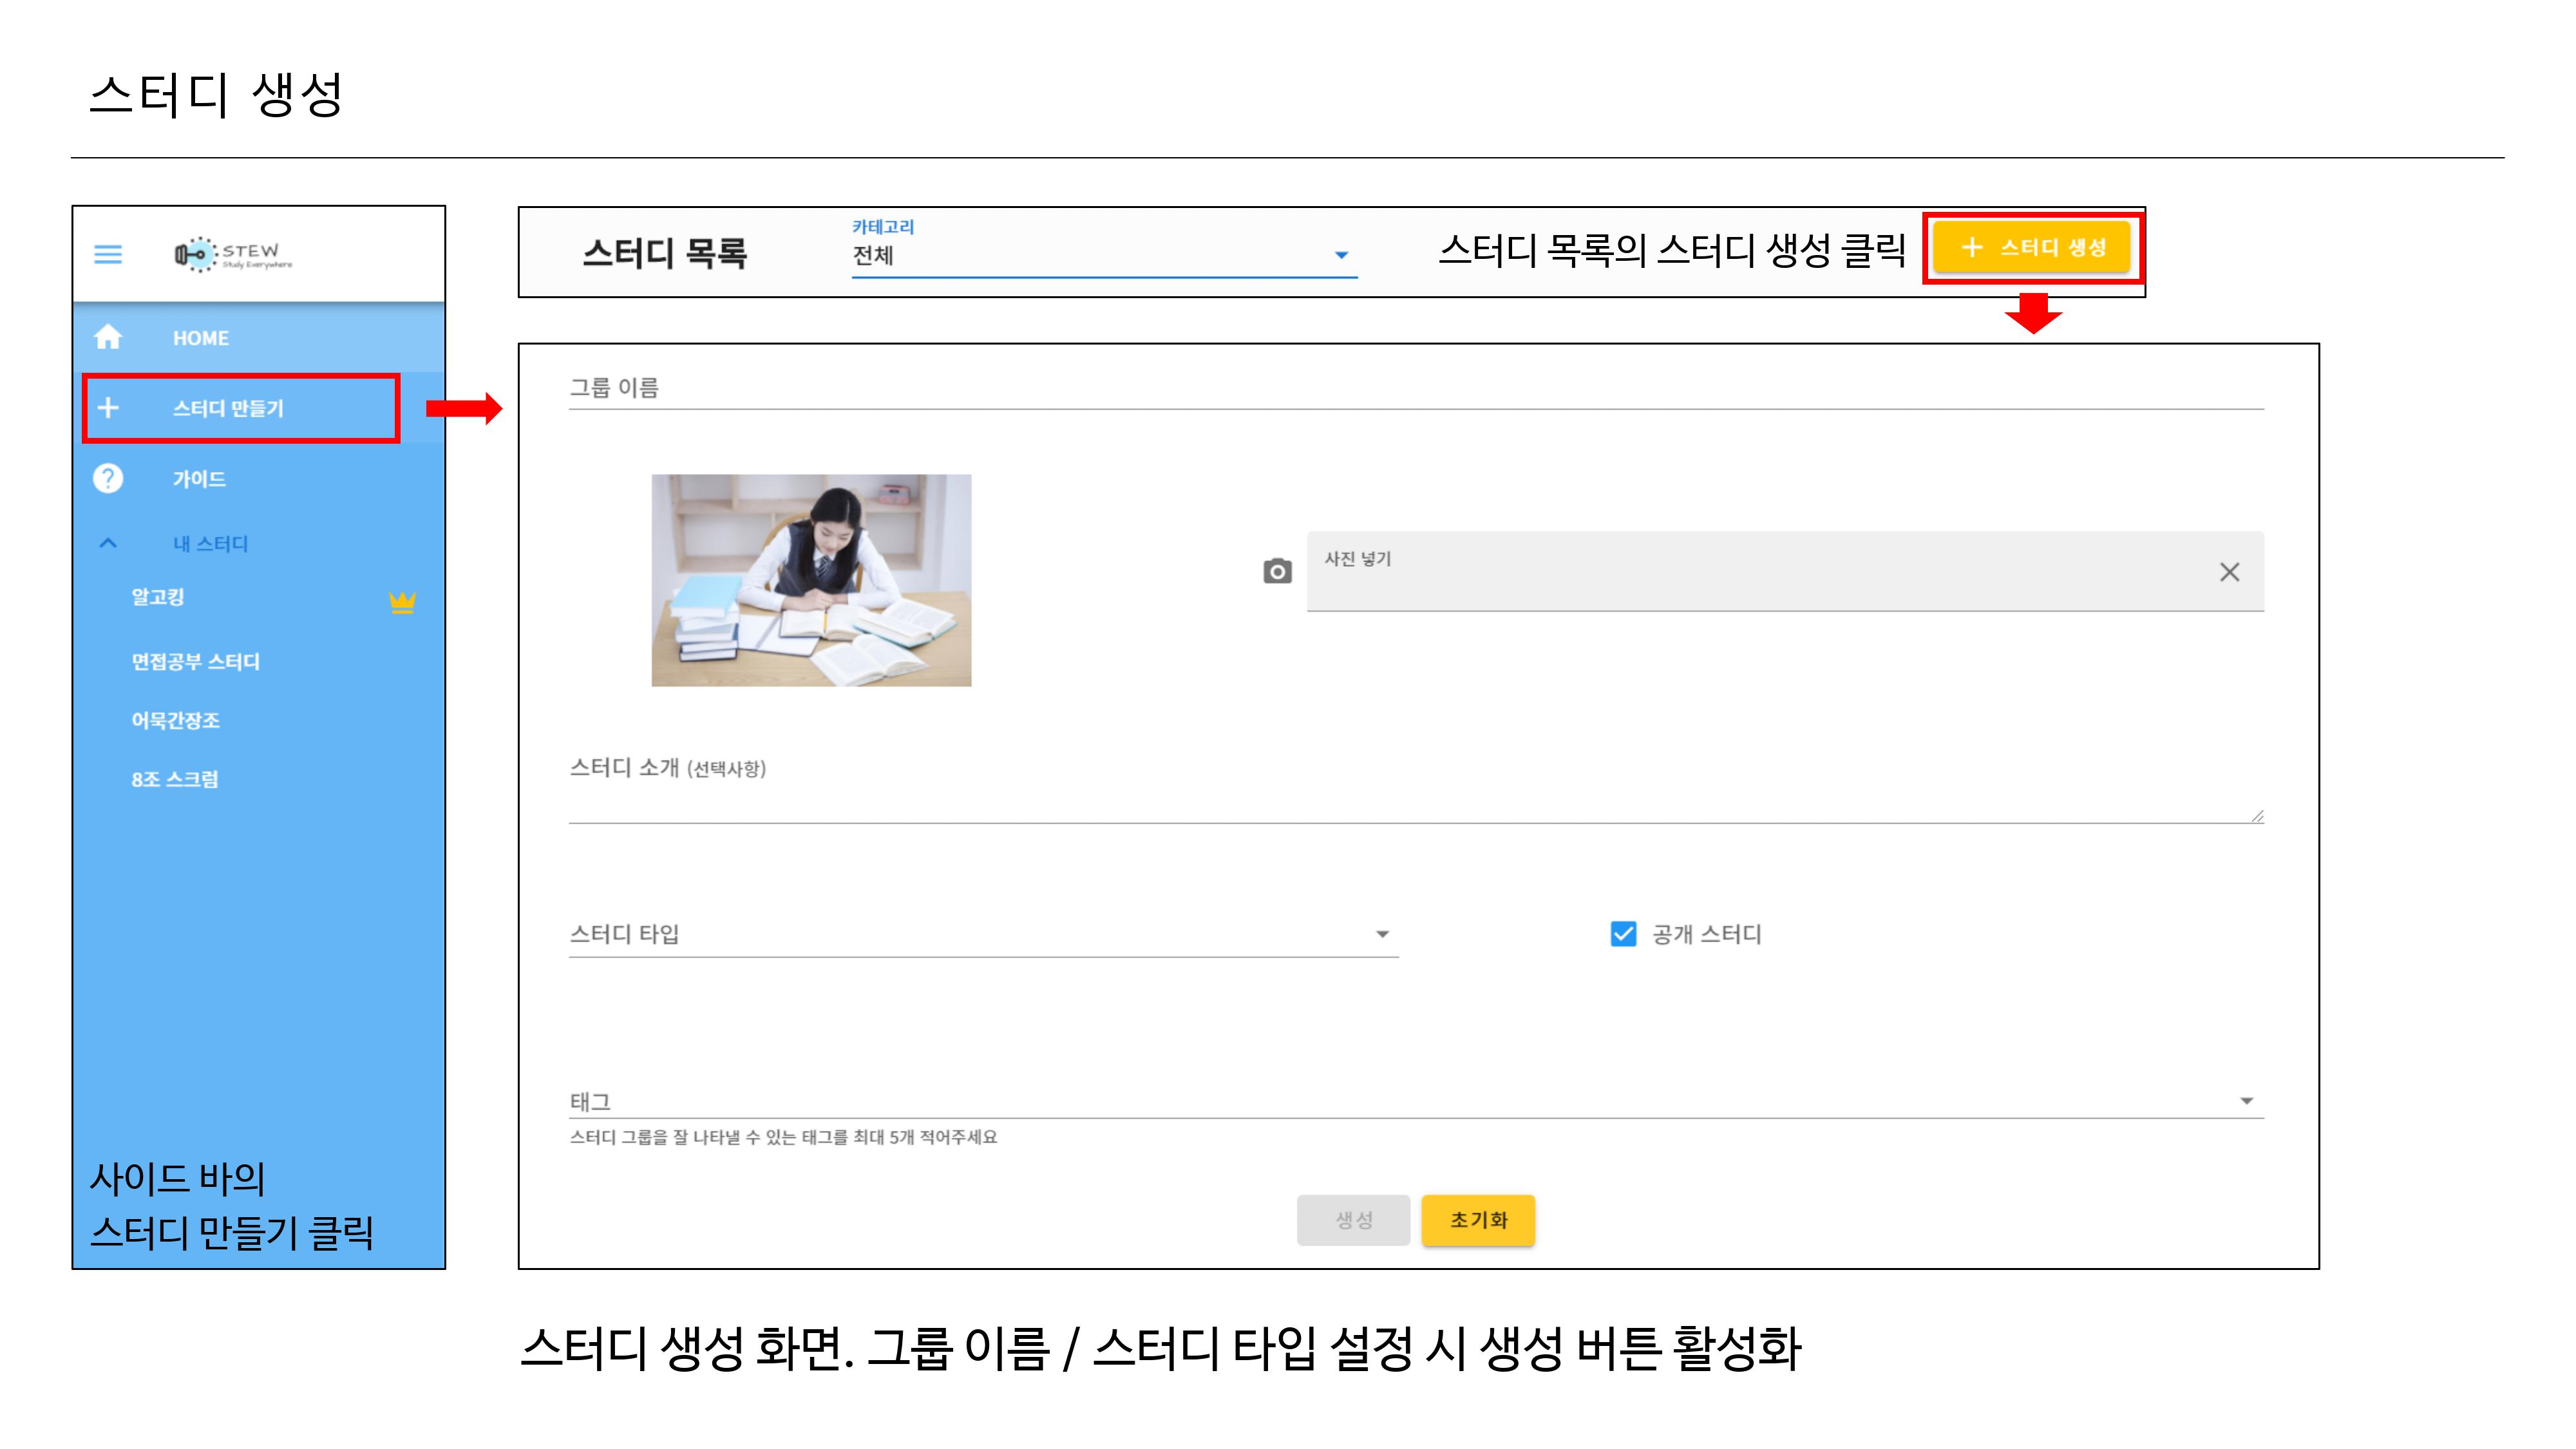 스터디 생성
STEW
Study Everywhere
HOME
스터디 만들기
가이드
내 스터디
알고킹
면접공부 스터디
어묵간장조
8조 스크럼
사이드 바의
스터디 만들기 클릭
스터디 목록
카테고리
전체
스터디 목록의 스터디 생성 클릭
+ 스터디 생성
그룹 이름
사진 넣기
스터디 소개 (선택사항)
스터디 타입
공개 스터디
태그
스터디 그룹을 잘 나타낼 수 있는 태그를 최대 5개 적어주세요
생성
초기화
스터디 생성 화면. 그룹 이름 / 스터디 타입 설정 시 생성 버튼 활성화